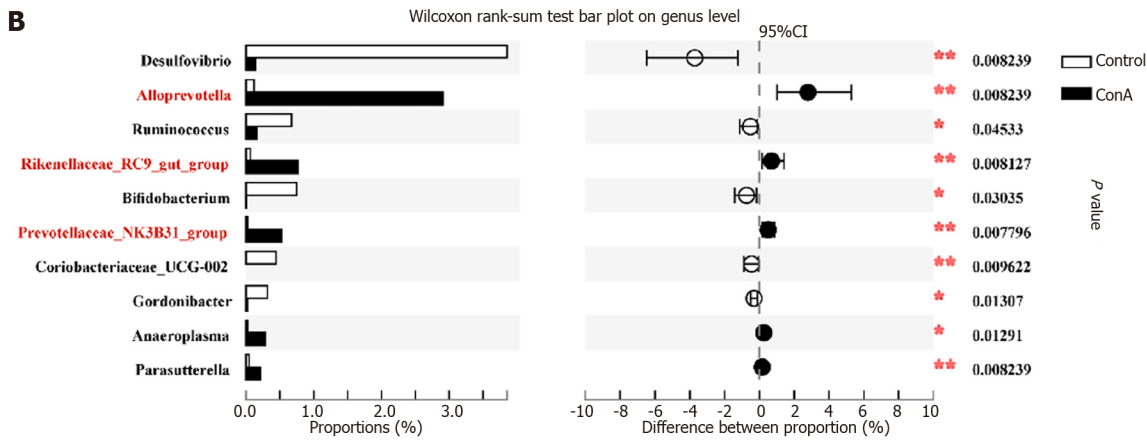 B
Wilcoxon rank-sum test bar plot on genus level
95%CI
Desulfovibrio ** 0.008239
Alloprevotella ** 0.008239
Ruminococcus * 0.04533
Rikenellaceae_RC9_gut_group ** 0.008127
Bifidobacterium * 0.03035
Prevotellaceae_NK3B31_group ** 0.007796
Coriobacteriaceae_UCG-002 ** 0.009622
Gordonibacter * 0.01307
Anaeroplasma * 0.01291
Parasutterella ** 0.008239
0.0 1.0 2.0 3.0
Proportions (%)
-10 -8 -6 -4 -2 0 2 4 6 8 10
Difference between proportion (%)
Control
ConA
P value